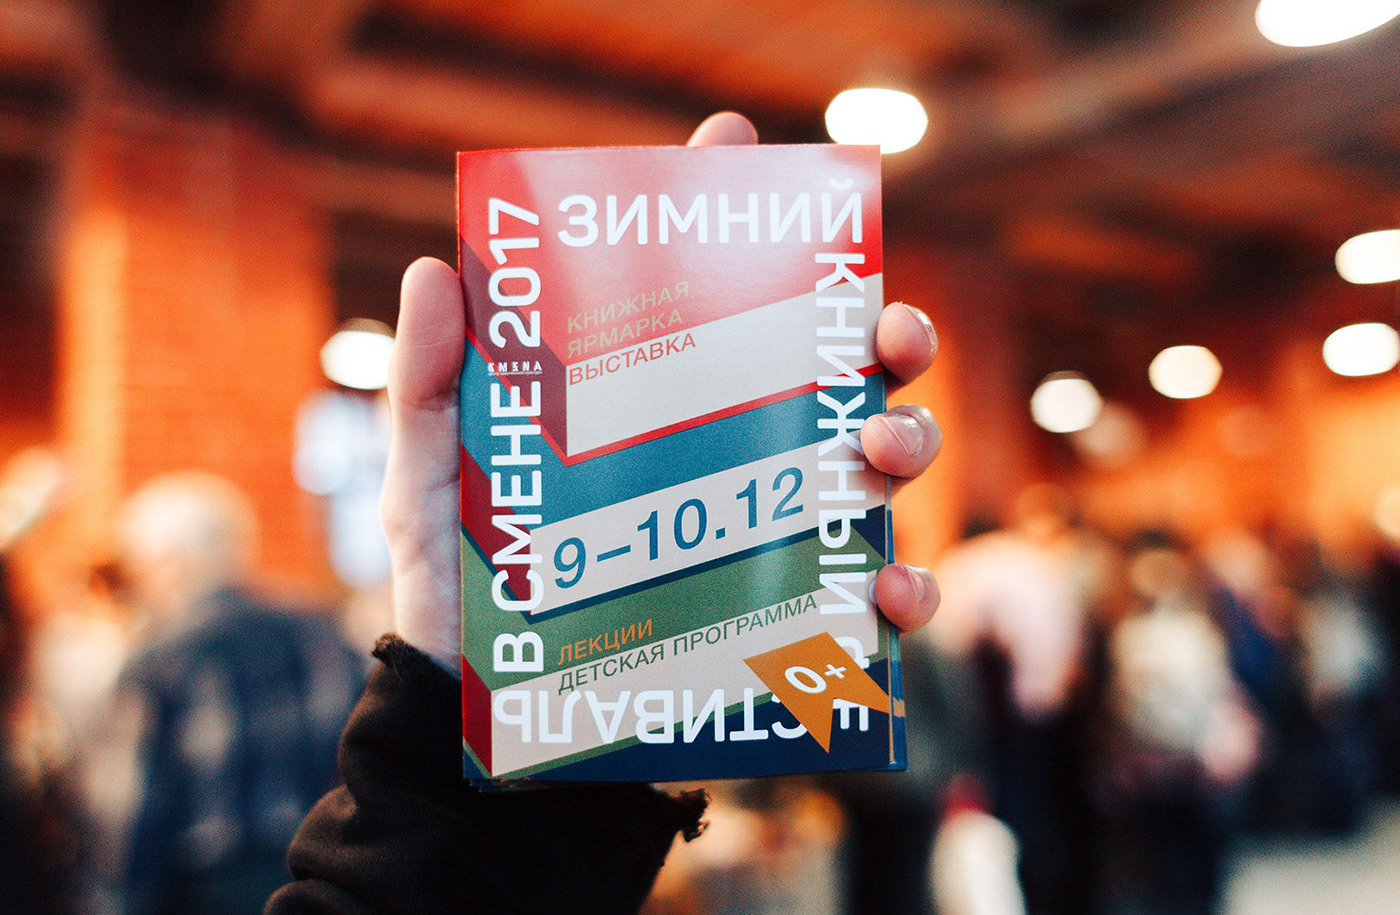 ЗИМНИЙ
КНИЖНЫЙ
ФЕСТИВАЛЬ
В СМЕНЕ 2017
SMENA
КНИЖНАЯ
ЯРМАРКА
ВЫСТАВКА
9–10.12
ЛЕКЦИИ
ДЕТСКАЯ ПРОГРАММА
0+